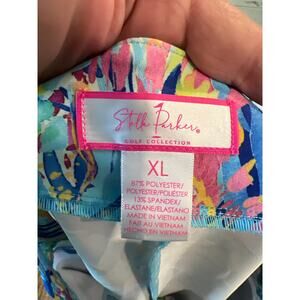 Stella Parker®
GOLF COLLECTION
XL
87% POLYESTER/
POLYESTER/POLIÉSTER
13% SPANDEX/
ELASTANE/ELASTANO
MADE IN VIETNAM
FAIT AU VIETNAM
HECHO EN VIETNAM